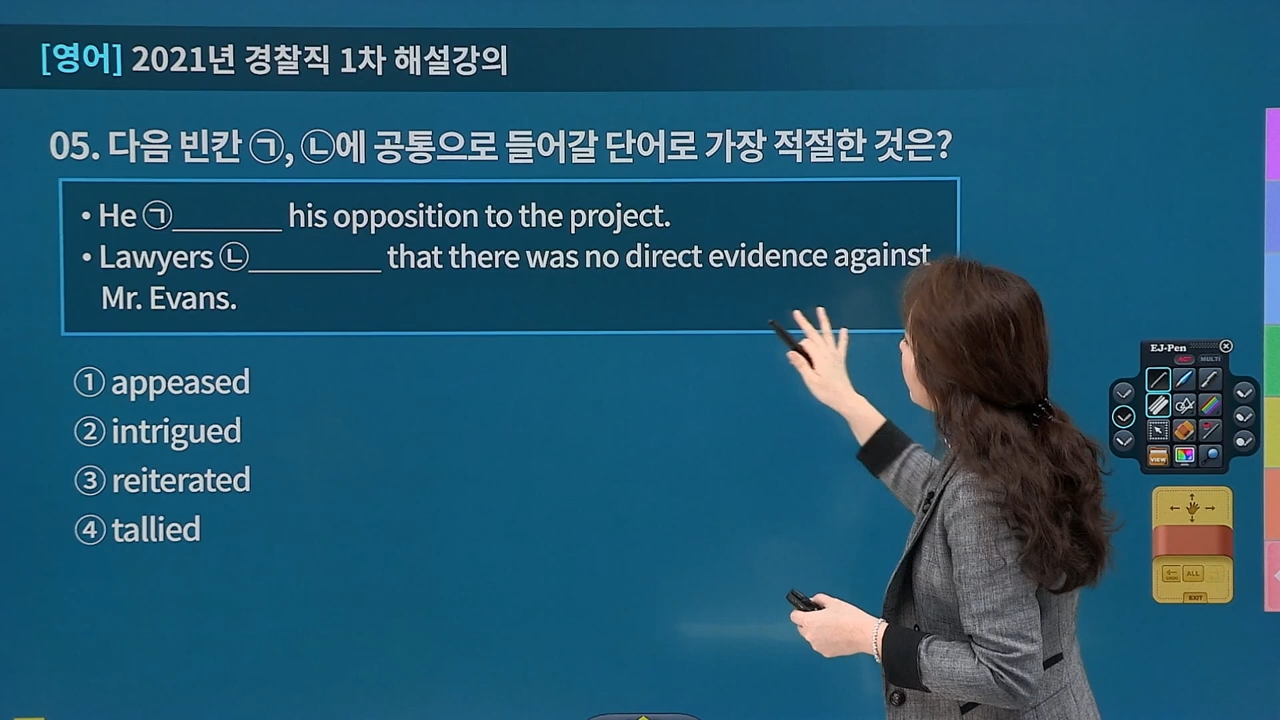 [영어] 2021년 경찰직 1차 해설강의
05. 다음 빈칸 ㉠, ㉡에 공통으로 들어갈 단어로 가장 적절한 것은?
• He ㉠______ his opposition to the project.
• Lawyers ㉡_______ that there was no direct evidence against
Mr. Evans.
① appeased
② intrigued
③ reiterated
④ tallied
EJ-Pen
ACT MULTI
VIEW
ALL
EXIT